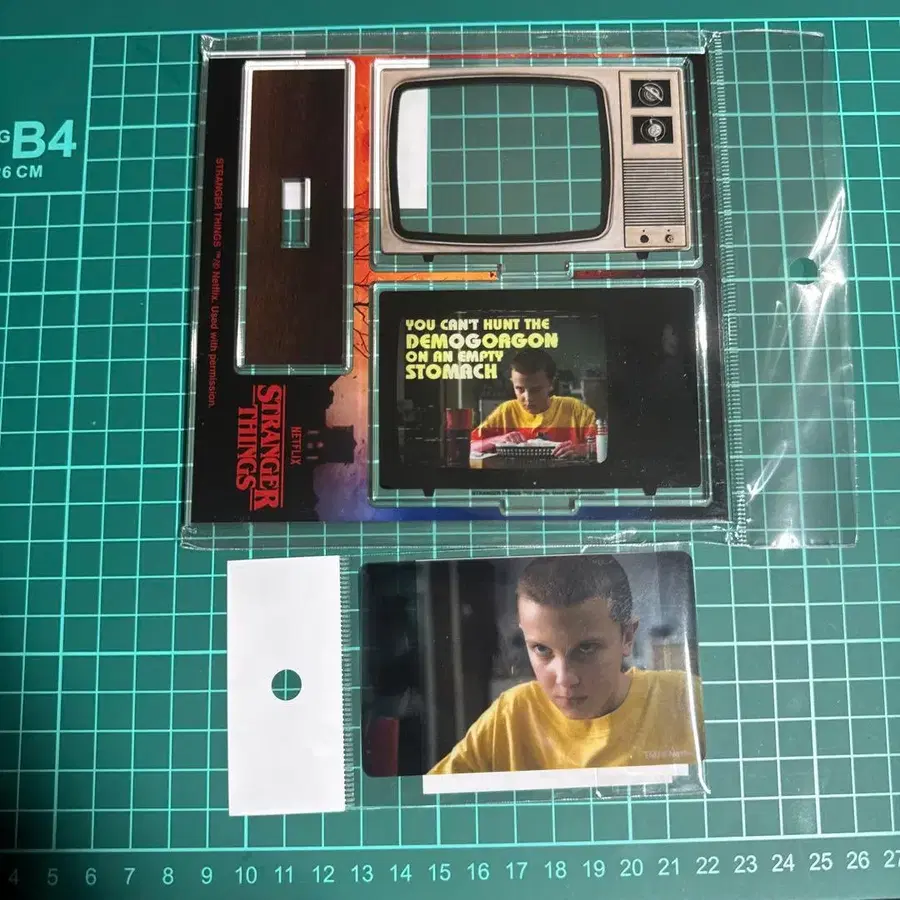 B4
6 CM
STRANGER THINGS ™/© Netflix. Used with permission.
NETFLIX
STRANGER
THINGS
YOU CAN'T HUNT THE
DEMOGORGON
ON AN EMPTY
STOMACH
4 5 6 7 8 9 10 11 12 13 14 15 16 17 18 19 20 21 22 23 24 25 26 27